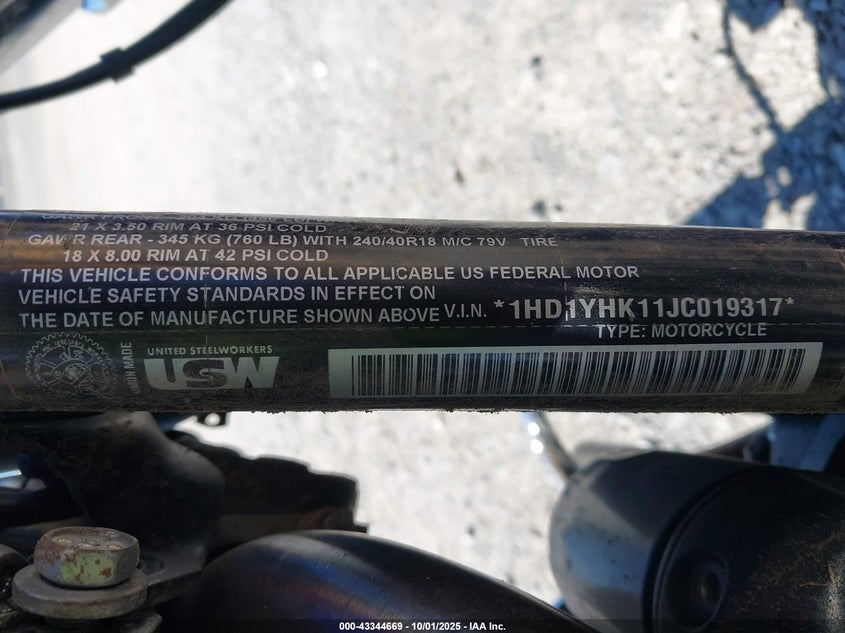 21 X 3.50 RIM AT 36 PSI COLD
GAWR REAR - 345 KG (760 LB) WITH 240/40R18 M/C 79V TIRE
18 X 8.00 RIM AT 42 PSI COLD
THIS VEHICLE CONFORMS TO ALL APPLICABLE US FEDERAL MOTOR
VEHICLE SAFETY STANDARDS IN EFFECT ON
THE DATE OF MANUFACTURE SHOWN ABOVE V.I.N. *1HD1YHK11JC019317*
TYPE: MOTORCYCLE
UNION MADE
UNITED STEELWORKERS
USW
000-43344669 - 10/01/2025 - IAA Inc.